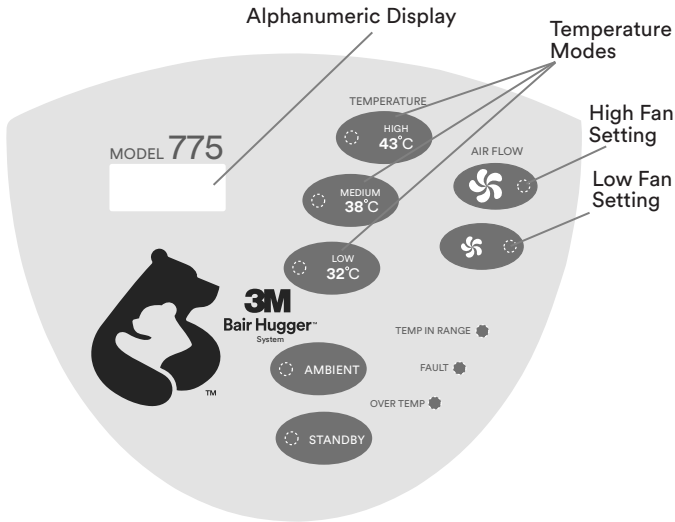 Alphanumeric Display
Temperature
Modes
TEMPERATURE
HIGH
43°C
High Fan
Setting
MODEL 775
AIR FLOW
MEDIUM
38°C
Low Fan
Setting
LOW
32°C
3M
Bair Hugger™
System
TEMP IN RANGE
AMBIENT
FAULT
™
OVER TEMP
STANDBY